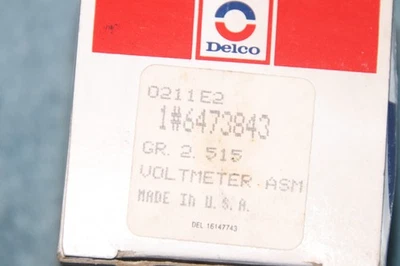 Delco
0211E2
1#6473843
GR. 2. 515
VOLTMETER ASM
MADE In U.S.A.
DEL 16147743